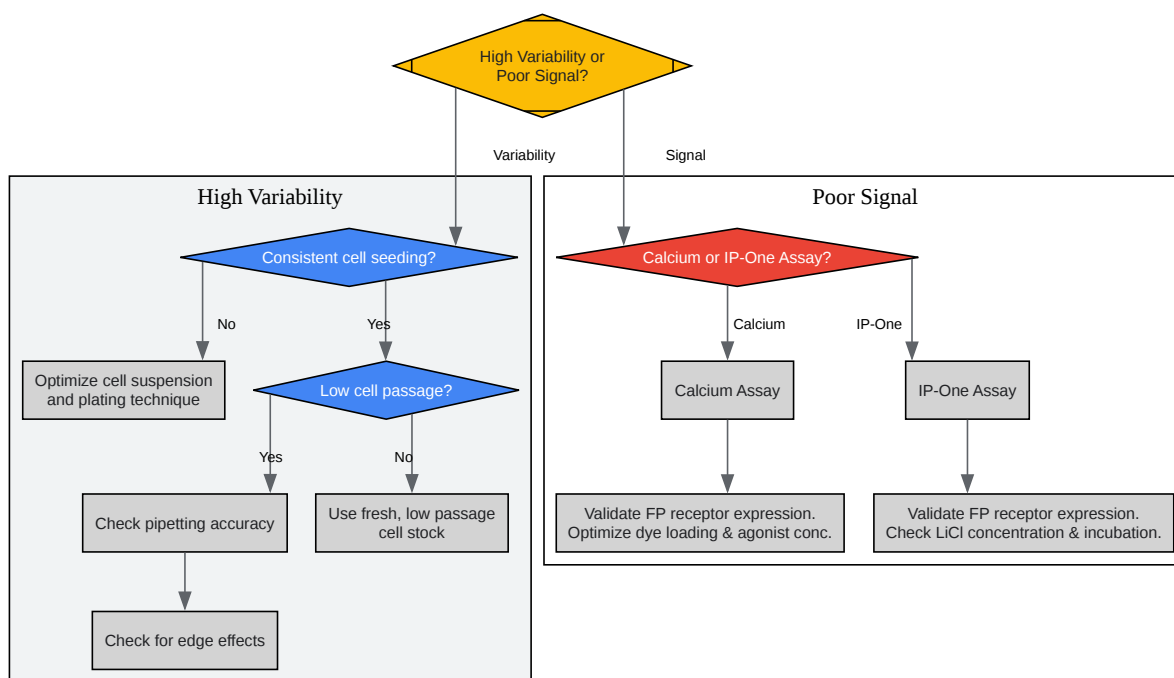 High Variability or
Poor Signal?
Variability
Signal
High Variability
Poor Signal
Consistent cell seeding?
Calcium or IP-One Assay?
No
Yes
Calcium
IP-One
Optimize cell suspension
and plating technique
Low cell passage?
Calcium Assay
IP-One Assay
Yes
No
Check pipetting accuracy
Use fresh, low passage
cell stock
Validate FP receptor expression.
Optimize dye loading & agonist conc.
Validate FP receptor expression.
Check LiCl concentration & incubation.
Check for edge effects